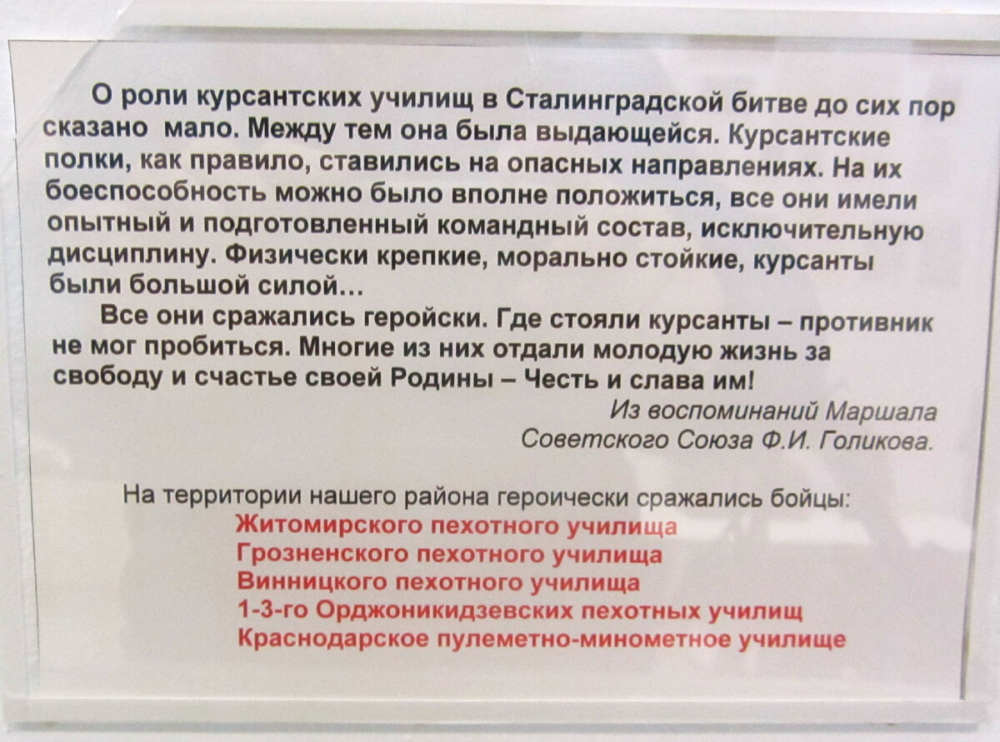 О роли курсантских училищ в Сталинградской битве до сих пор
сказано мало. Между тем она была выдающейся. Курсантские
полки, как правило, ставились на опасных направлениях. На их
боеспособность можно было вполне положиться, все они имели
опытный и подготовленный командный состав, исключительную
дисциплину. Физически крепкие, морально стойкие, курсанты
были большой силой...
Все они сражались геройски. Где стояли курсанты – противник
не мог пробиться. Многие из них отдали молодую жизнь за
свободу и счастье своей Родины – Честь и слава им!
Из воспоминаний Маршала
Советского Союза Ф.И. Голикова.
На территории нашего района героически сражались бойцы:
Житомирского пехотного училища
Грозненского пехотного училища
Винницкого пехотного училища
1-3-го Орджоникидзевских пехотных училищ
Краснодарское пулеметно-минометное училище